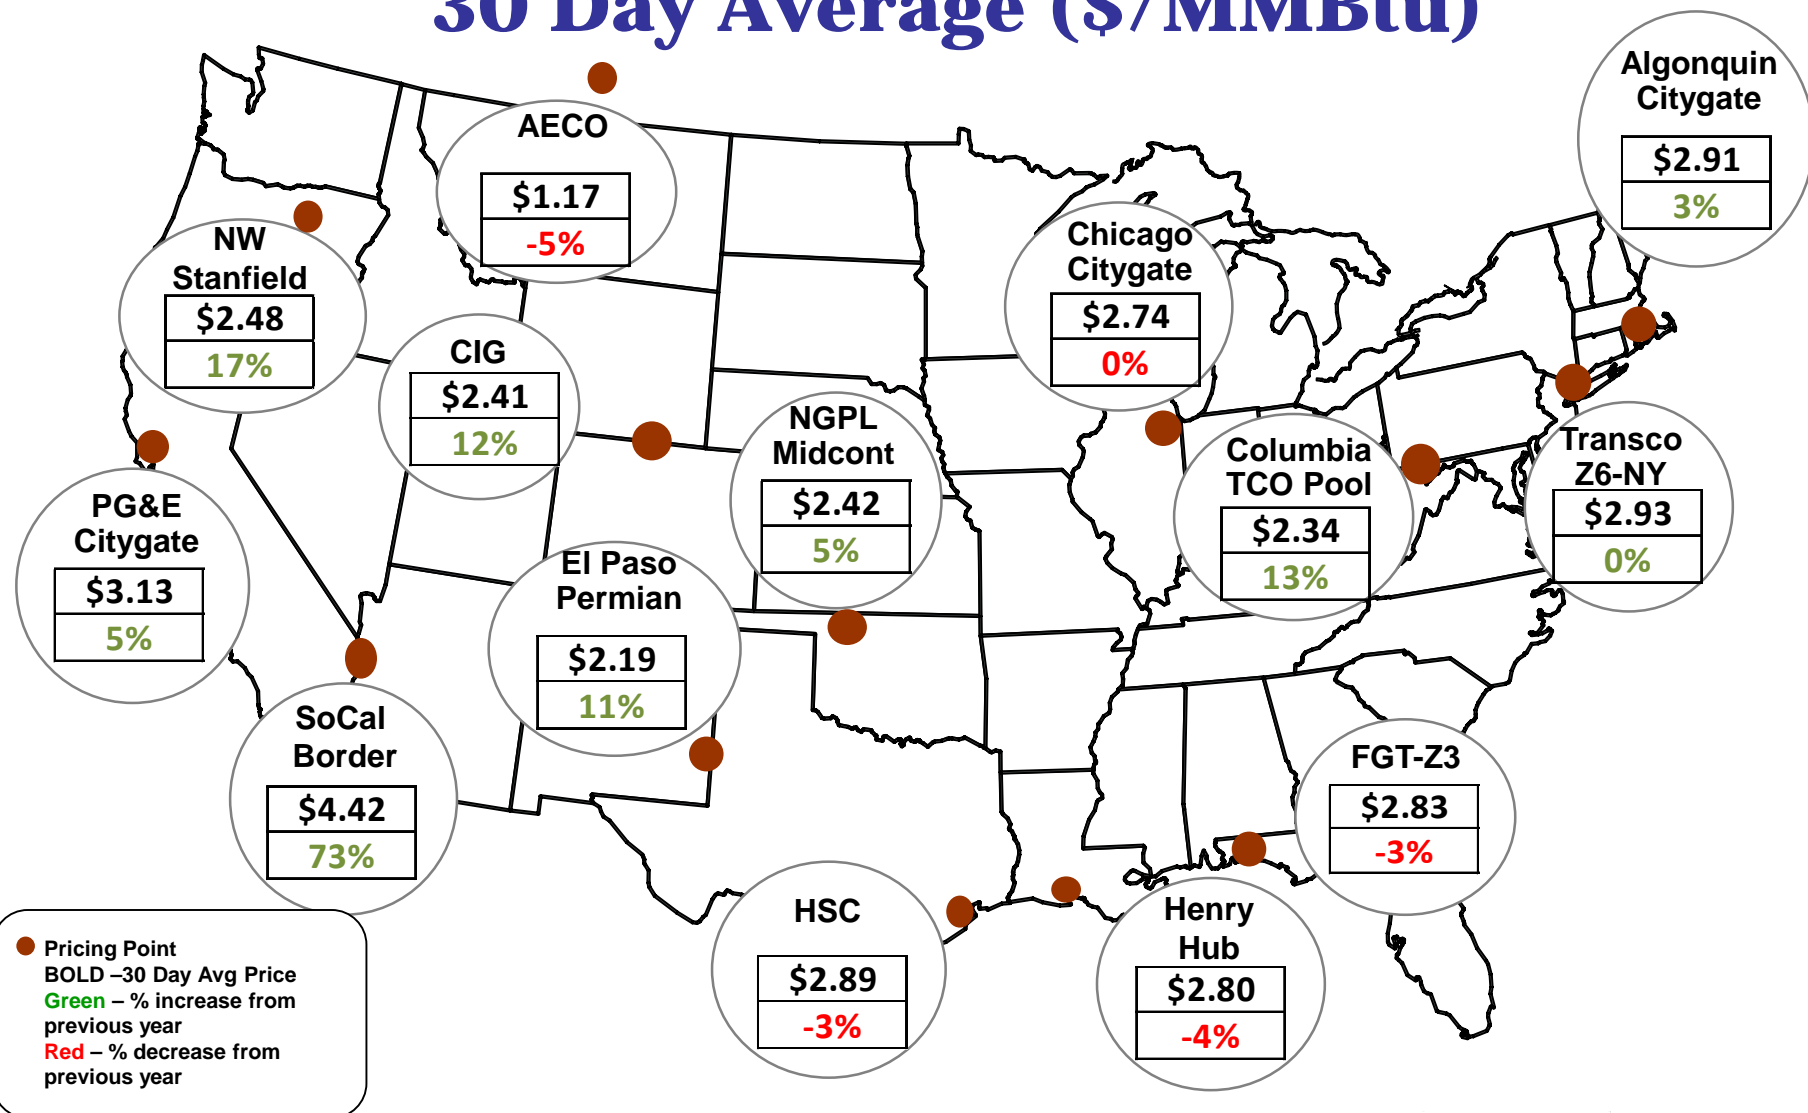 30 Day Average ($/MMBtu)
Algonquin
Citygate
$2.91
3%
AECO
$1.17
-5%
NW
Stanfield
$2.48
17%
Chicago
Citygate
$2.74
0%
CIG
$2.41
12%
NGPL
Midcont
$2.42
5%
Columbia
TCO Pool
$2.34
13%
Transco
Z6-NY
$2.93
0%
PG&E
Citygate
$3.13
5%
El Paso
Permian
$2.19
11%
SoCal
Border
$4.42
73%
FGT-Z3
$2.83
-3%
HSC
$2.89
-3%
Henry
Hub
$2.80
-4%
Pricing Point
BOLD –30 Day Avg Price
Green – % increase from
previous year
Red – % decrease from
previous year